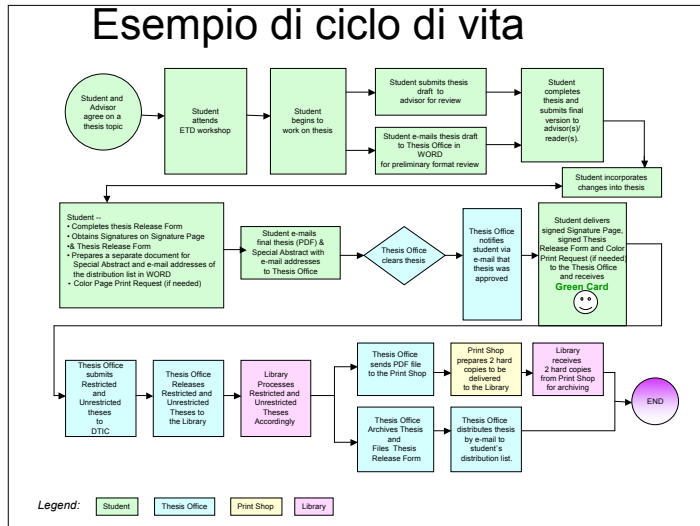 Esempio di ciclo di vita
Student and
Advisor
agree on a
thesis topic
Student
attends
ETD workshop
Student
begins to
work on thesis
Student submits thesis
draft to
advisor for review
Student e-mails thesis draft
to Thesis Office in
WORD
for preliminary format review
Student
completes
thesis and
submits final
version to
advisor(s)/
reader(s).
Student incorporates
changes into thesis
Student --
• Completes thesis Release Form
• Obtains Signatures on Signature Page
•& Thesis Release Form
• Prepares a separate document for
Special Abstract and e-mail addresses of
the distribution list in WORD
• Color Page Print Request (if needed)
Student e-mails
final thesis (PDF) &
Special Abstract with
e-mail addresses
to Thesis Office
Thesis Office
clears thesis
Thesis Office
notifies
student via
e-mail that
thesis was
approved
Student delivers
signed Signature Page,
signed Thesis
Release Form and Color
Print Request (if needed)
to the Thesis Office
and receives
Green Card
Thesis Office
submits
Restricted
and
Unrestricted
theses
to
DTIC
Thesis Office
Releases
Restricted and
Unrestricted
Theses to
the Library
Library
Processes
Restricted and
Unrestricted
Theses
Accordingly
Thesis Office
sends PDF file
to the Print Shop
Print Shop
prepares 2 hard
copies to be
delivered
to the Library
Library
receives
2 hard copies
from Print Shop
for archiving
Thesis Office
Archives Thesis
and
Files Thesis
Release Form
Thesis Office
distributes thesis
by e-mail to
student`s
distribution list.
END
Legend:
Student
Thesis Office
Print Shop
Library